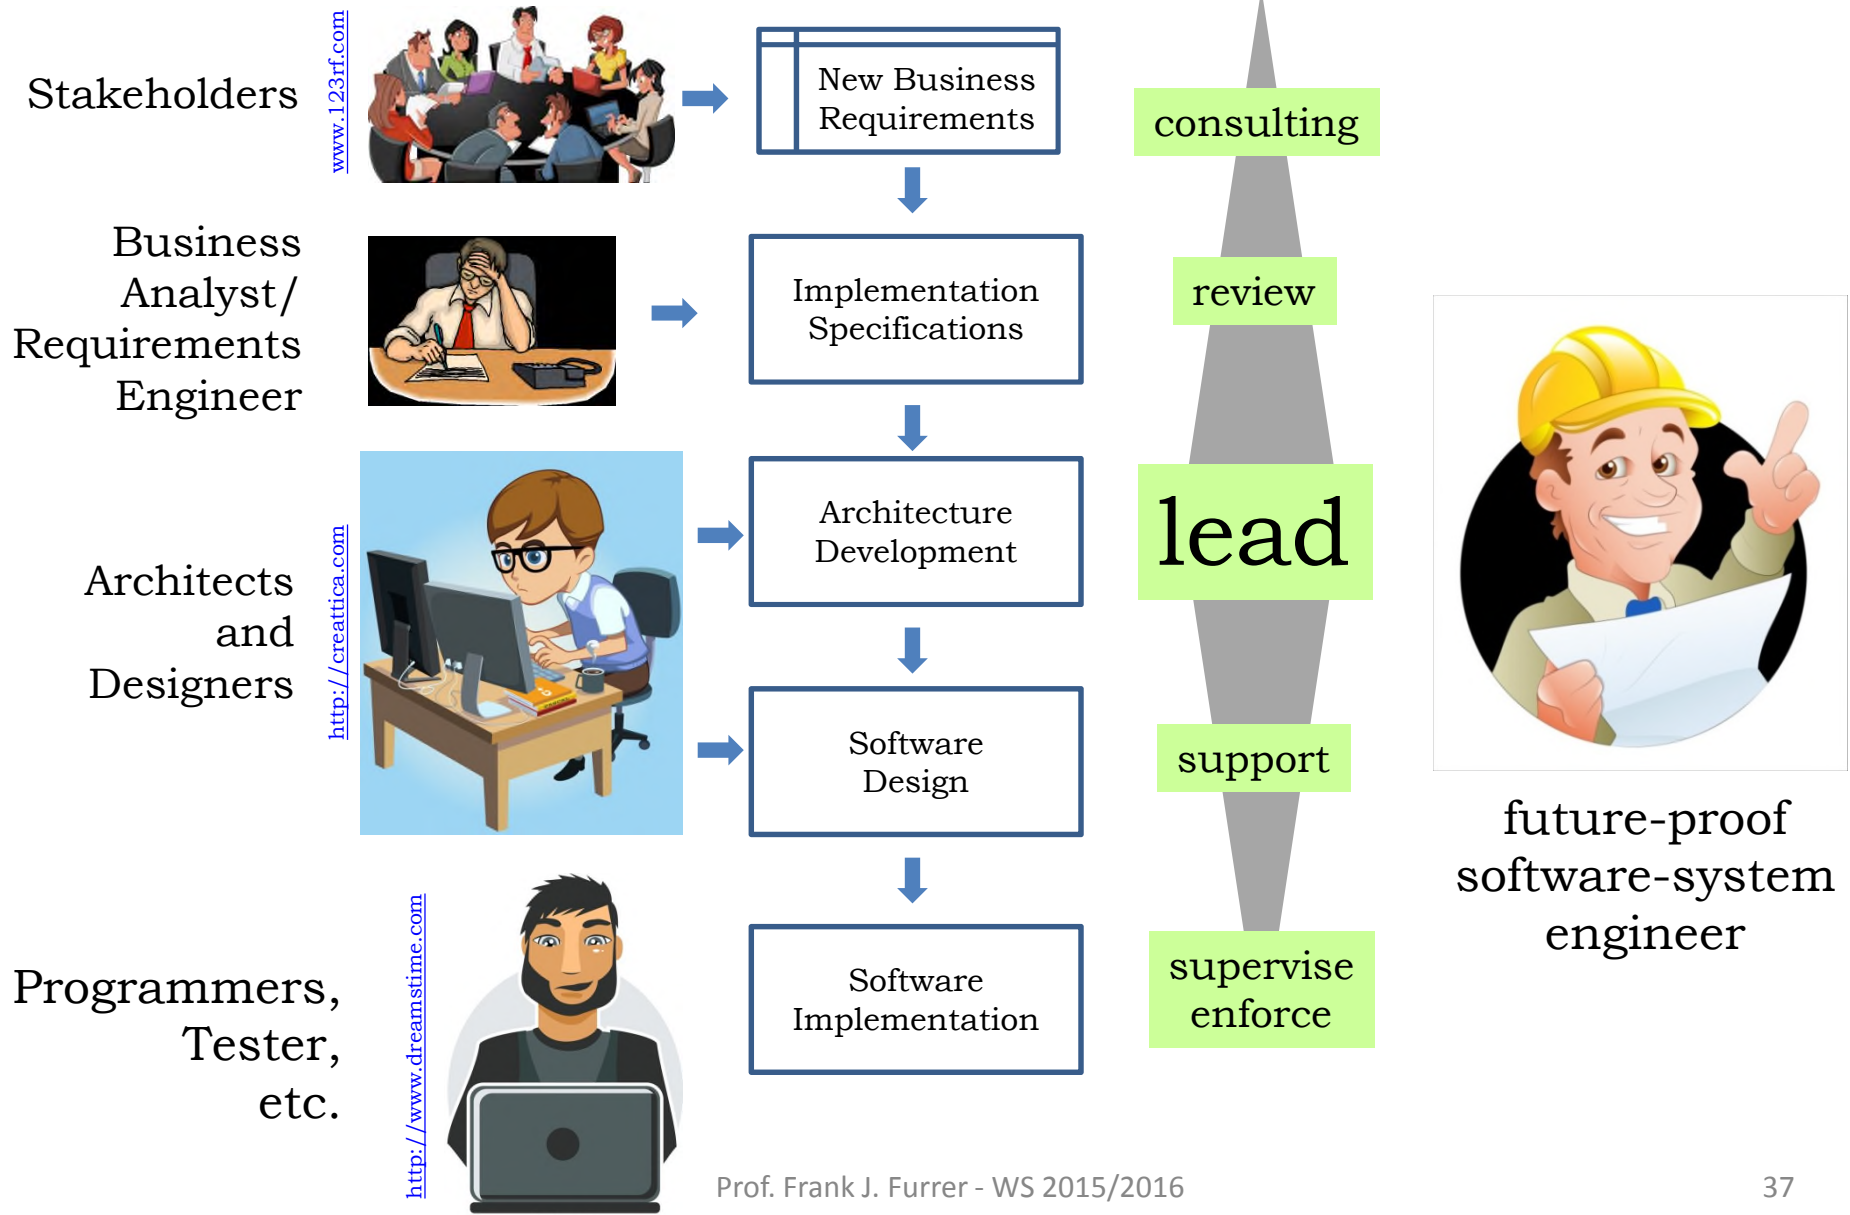 Stakeholders
www.123rf.com
New Business
Requirements
consulting
Business
Analyst/
Requirements
Engineer
Implementation
Specifications
review
Architects
and
Designers
http://creattica.com
Architecture
Development
lead
Software
Design
support
future-proof
software-system
engineer
Programmers,
Tester,
etc.
http://www.dreamstime.com
Software
Implementation
supervise
enforce
Prof. Frank J. Furrer - WS 2015/2016
37